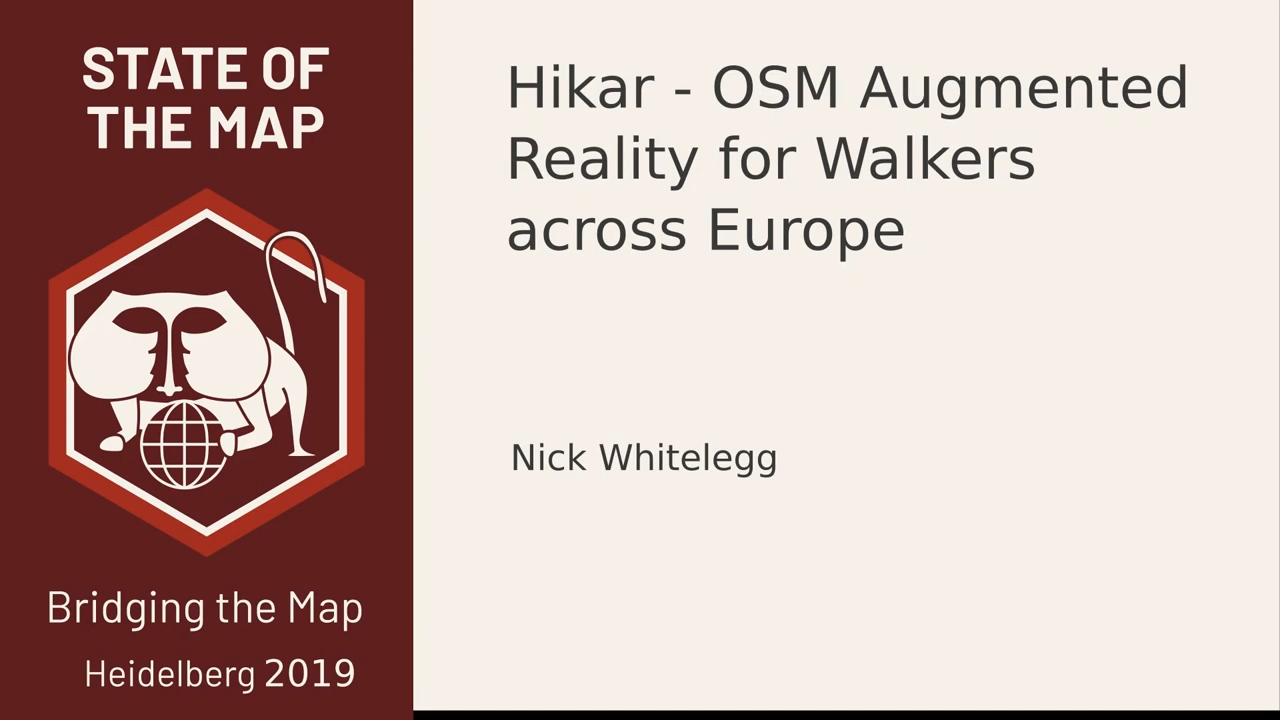 STATE OF
THE MAP
Bridging the Map
Heidelberg 2019
Hikar - OSM Augmented
Reality for Walkers
across Europe
Nick Whitelegg